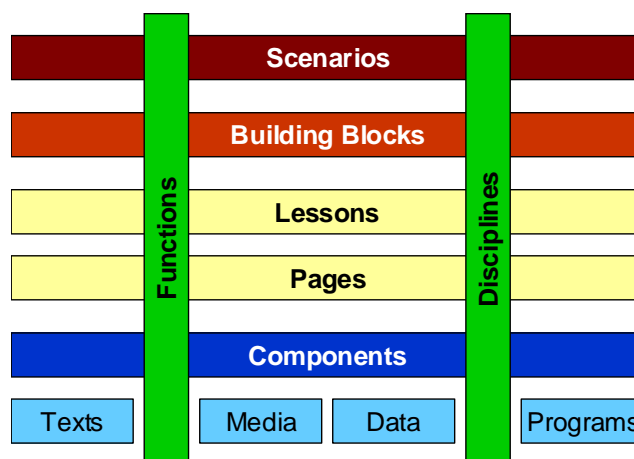 Scenarios
Building Blocks
Lessons
Functions
Disciplines
Pages
Components
Texts
Media
Data
Programs